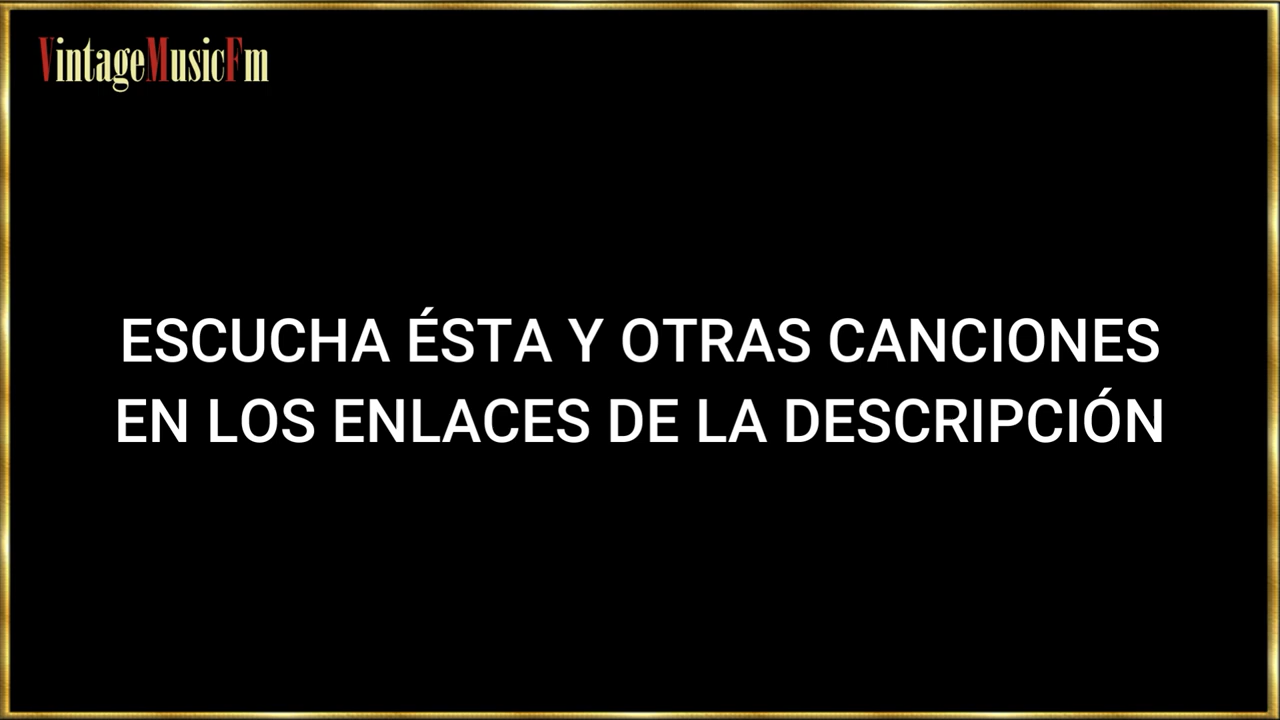 VintageMusicFm
ESCUCHA ÉSTA Y OTRAS CANCIONES
EN LOS ENLACES DE LA DESCRIPCIÓN